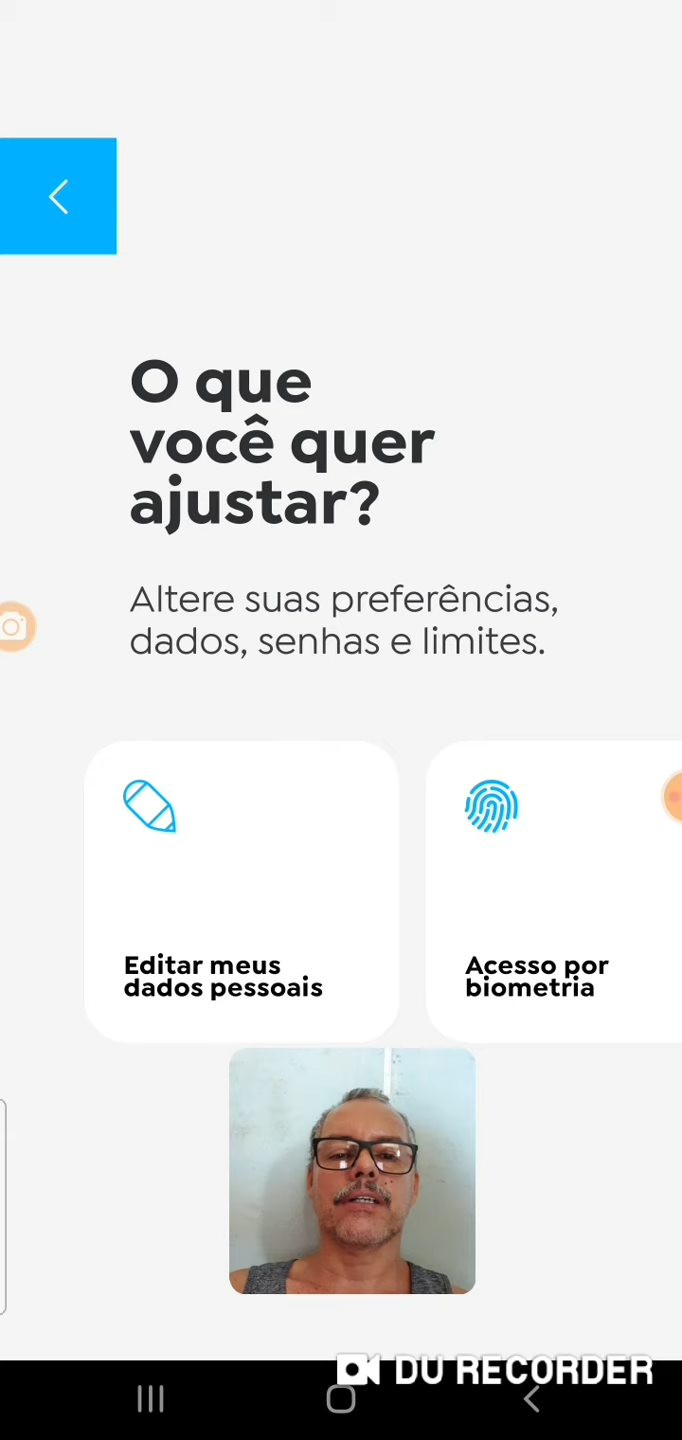 O que
você quer
ajustar?
Altere suas preferências,
dados, senhas e limites.
Editar meus
dados pessoais
Acesso por
biometria
DU RECORDER